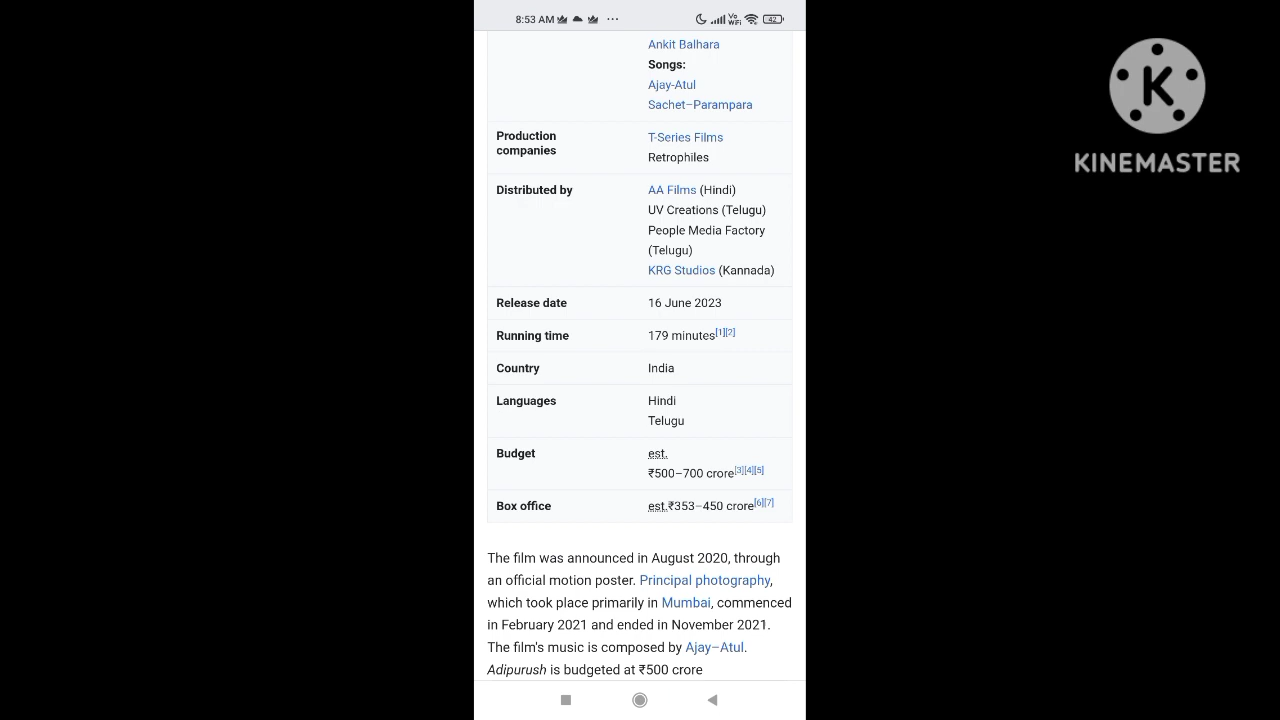 8:53 AM ...
Vo
WiFi
42
K
KINEMASTER
Ankit Balhara
Songs:
Ajay-Atul
Sachet–Parampara
Production
companies
T-Series Films
Retrophiles
Distributed by
AA Films (Hindi)
UV Creations (Telugu)
People Media Factory
(Telugu)
KRG Studios (Kannada)
Release date
16 June 2023
Running time
179 minutes[1][2]
Country
India
Languages
Hindi
Telugu
Budget
est.
₹500–700 crore[3][4][5]
Box office
est.₹353–450 crore[6][7]
The film was announced in August 2020, through
an official motion poster. Principal photography,
which took place primarily in Mumbai, commenced
in February 2021 and ended in November 2021.
The film's music is composed by Ajay–Atul.
Adipurush is budgeted at ₹500 crore